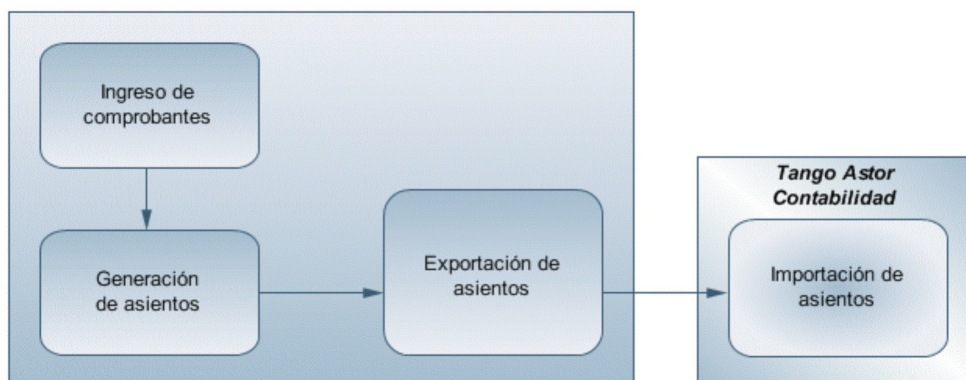 Ingreso de
comprobantes
Generación
de asientos
Exportación de
asientos
Tango Astor
Contabilidad
Importación de
asientos